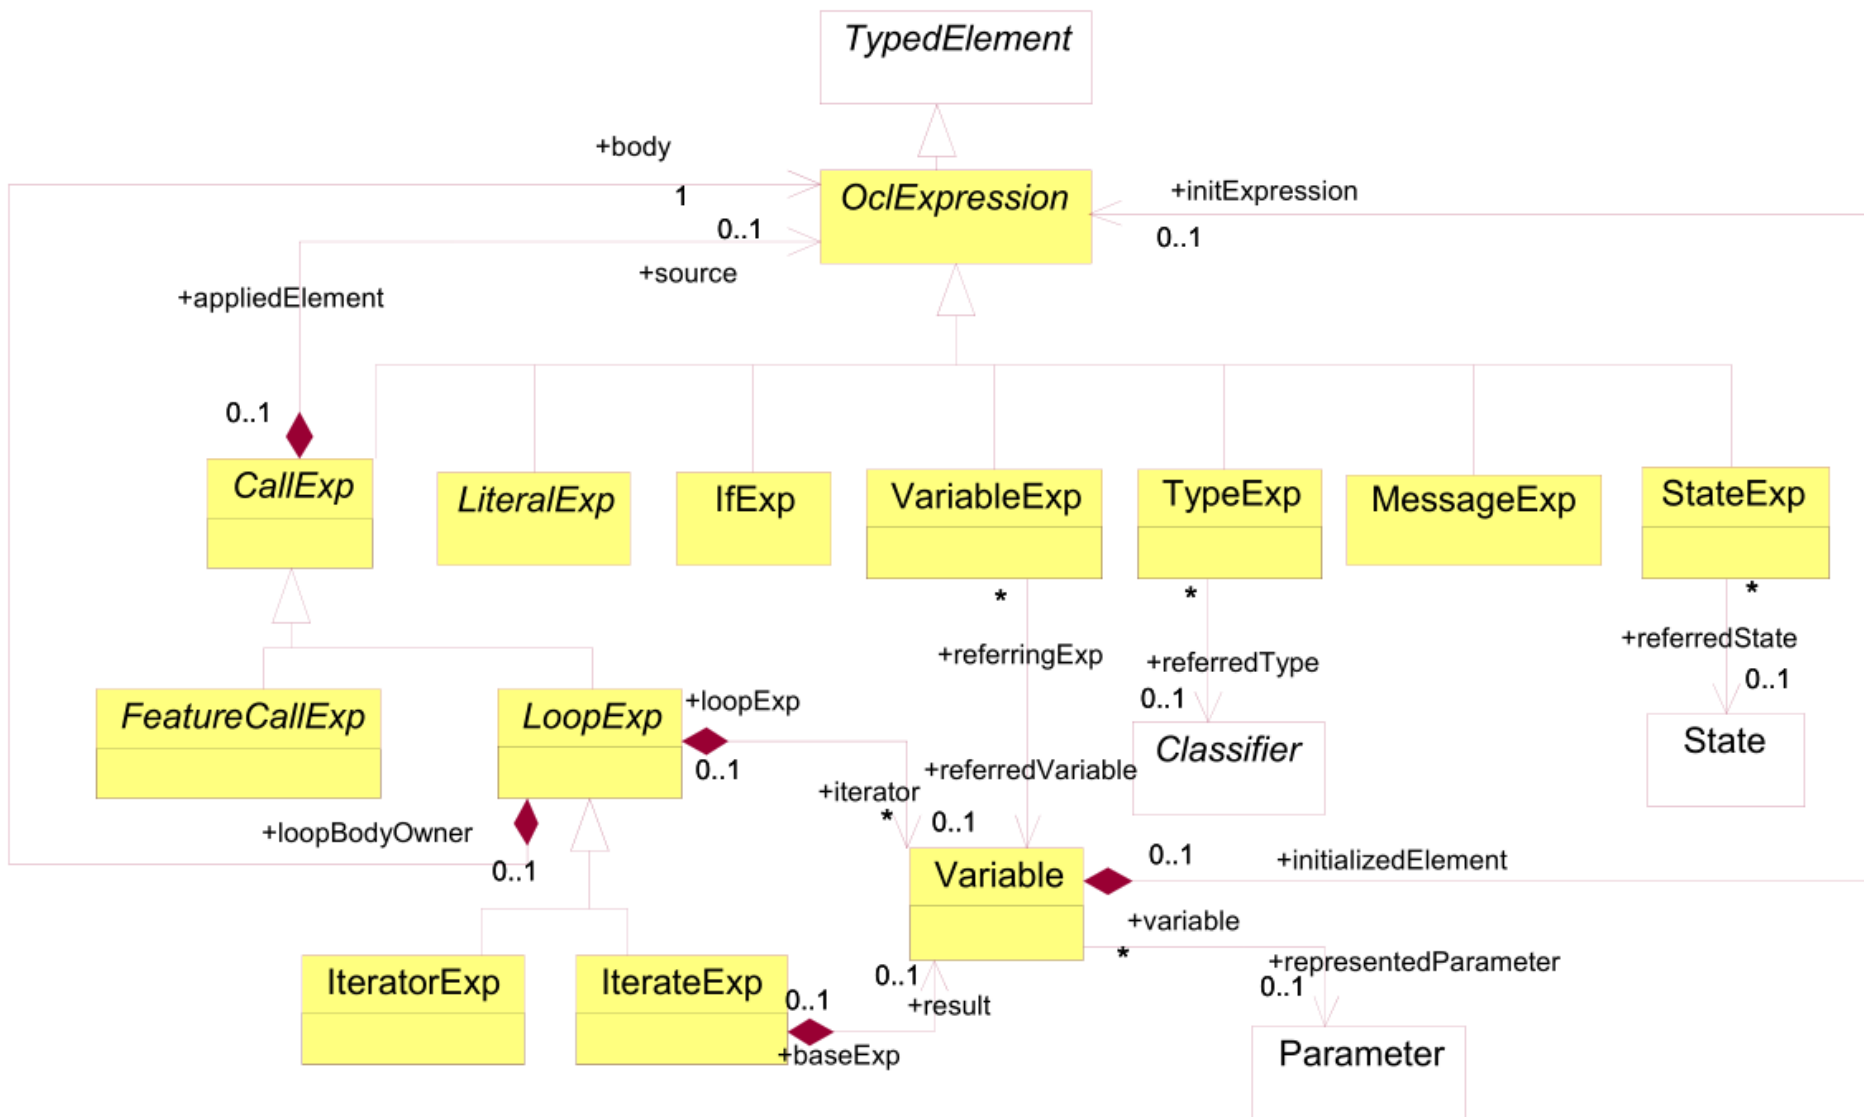 TypedElement
+body
1
OclExpression
+initExpression
0..1
0..1
+source
+appliedElement
0..1
CallExp
LiteralExp
IfExp
VariableExp
TypeExp
MessageExp
StateExp
*
*
*
+referringExp
+referredType
+referredState
0..1
0..1
FeatureCallExp
LoopExp
+loopExp
0..1
Classifier
State
+referredVariable
+iterator
*
0..1
+loopBodyOwner
0..1
Variable
0..1
+initializedElement
+variable
*
+representedParameter
0..1
IteratorExp
IterateExp
0..1
0..1
+result
+baseExp
Parameter